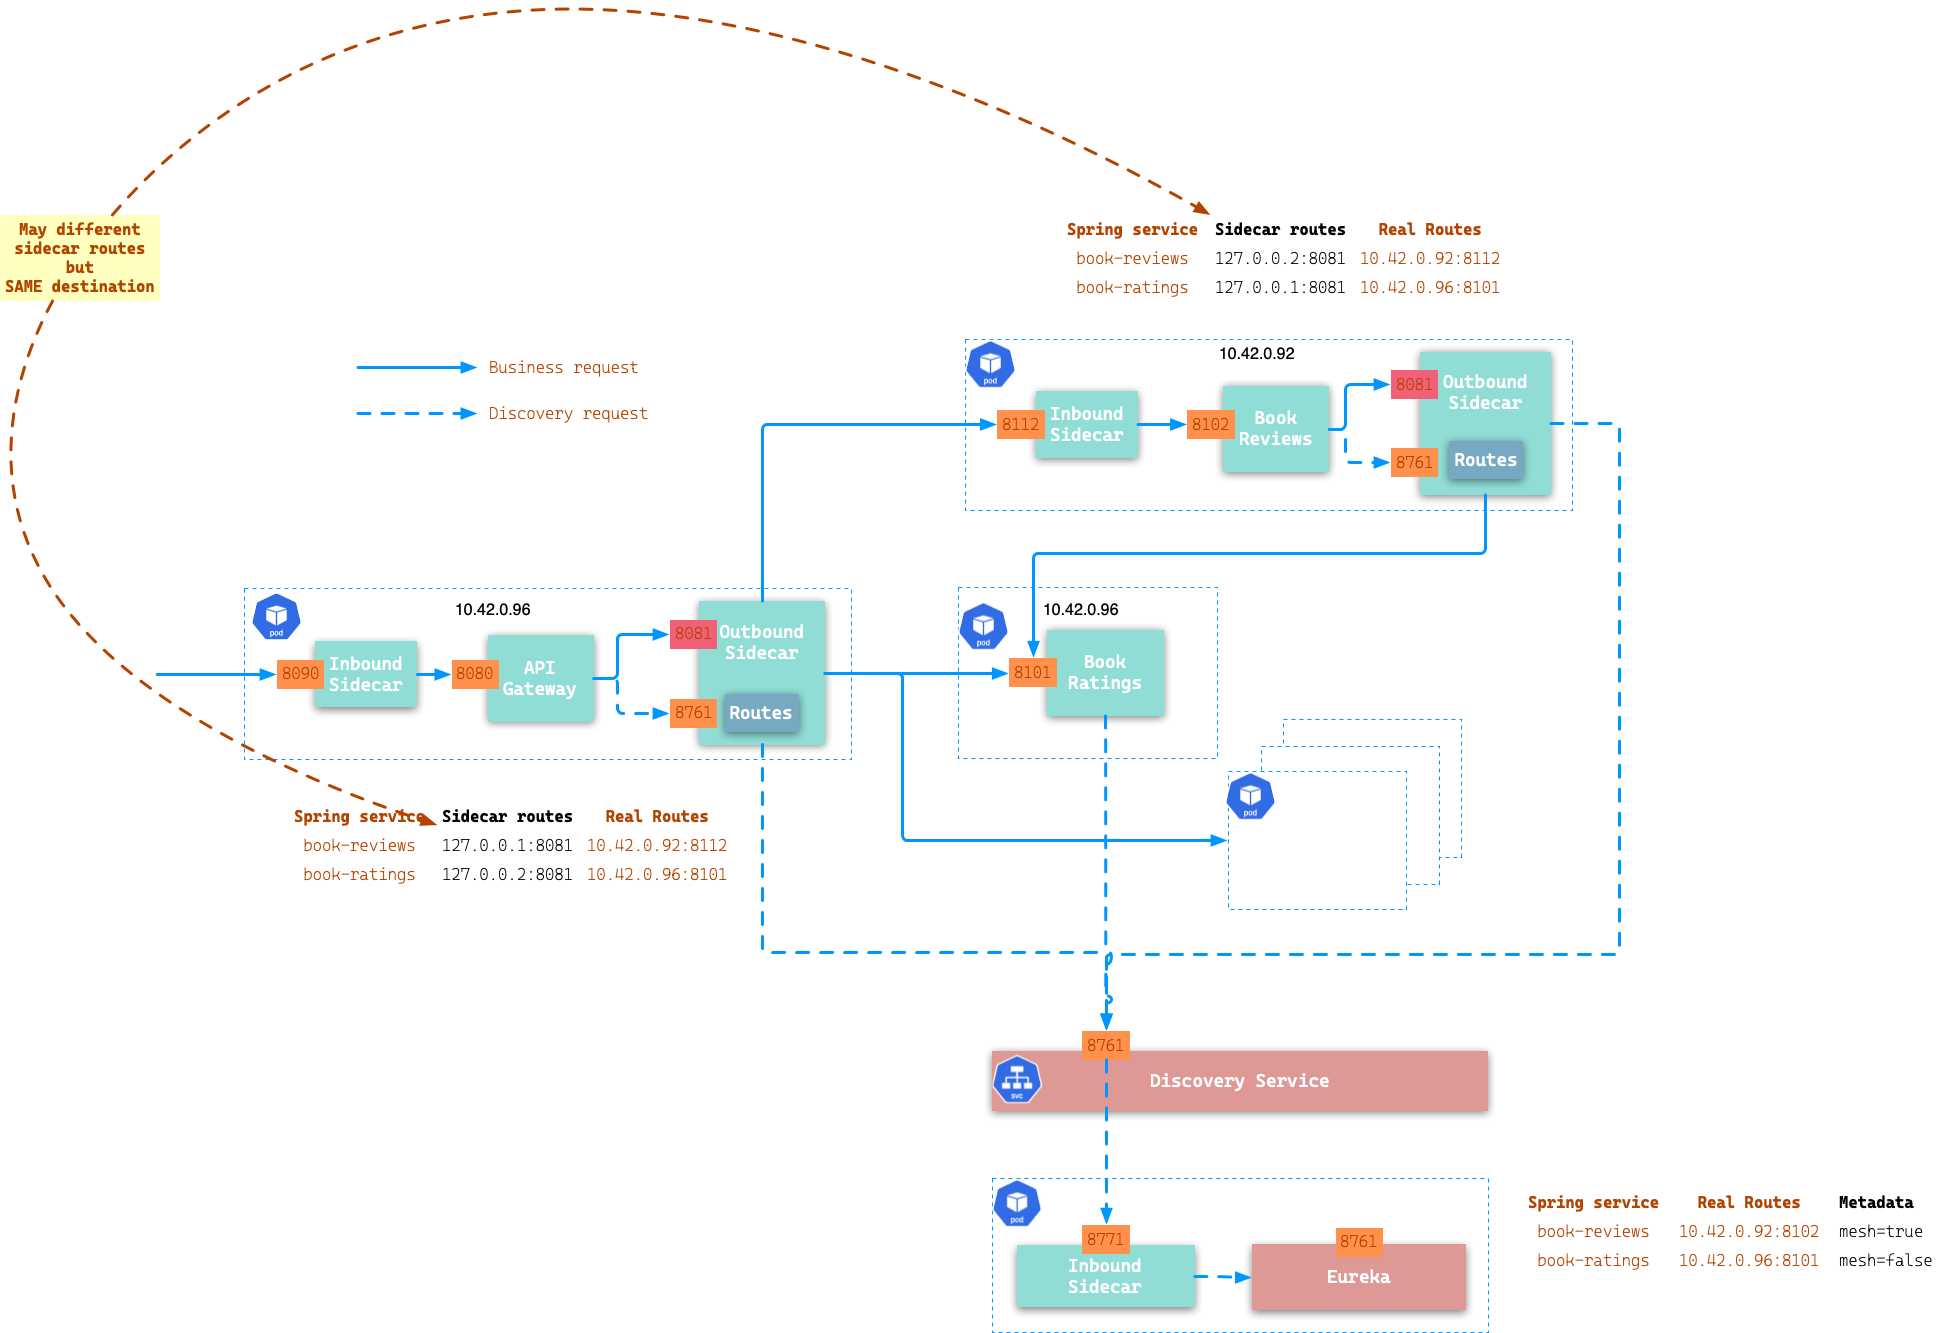 May different
sidecar routes
but
SAME destination
Spring service Sidecar routes Real Routes
book-reviews 127.0.0.2:8081 10.42.0.92:8112
book-ratings 127.0.0.1:8081 10.42.0.96:8101
Business request
Discovery request
pod
10.42.0.92
8112
Inbound
Sidecar
8102
Book
Reviews
8081
Outbound
Sidecar
8761
Routes
pod
10.42.0.96
8090
Inbound
Sidecar
8080
API
Gateway
8081
Outbound
Sidecar
8761
Routes
pod
10.42.0.96
8101
Book
Ratings
pod
Spring service Sidecar routes Real Routes
book-reviews 127.0.0.1:8081 10.42.0.92:8112
book-ratings 127.0.0.2:8081 10.42.0.96:8101
8761
svc
Discovery Service
pod
8771
Inbound
Sidecar
8761
Eureka
Spring service Real Routes Metadata
book-reviews 10.42.0.92:8102 mesh=true
book-ratings 10.42.0.96:8101 mesh=false